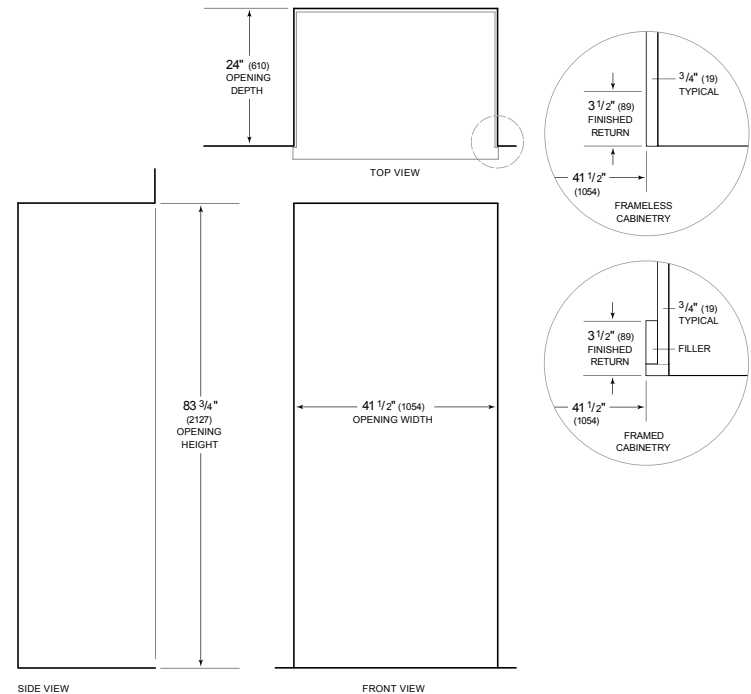 24" (610)
OPENING
DEPTH
TOP VIEW
3/4" (19)
TYPICAL
3 1/2" (89)
FINISHED
RETURN
41 1/2"
(1054)
FRAMELESS
CABINETRY
3/4" (19)
TYPICAL
3 1/2" (89)
FINISHED
RETURN
FILLER
41 1/2"
(1054)
FRAMED
CABINETRY
83 3/4"
(2127)
OPENING
HEIGHT
41 1/2" (1054)
OPENING WIDTH
SIDE VIEW
FRONT VIEW